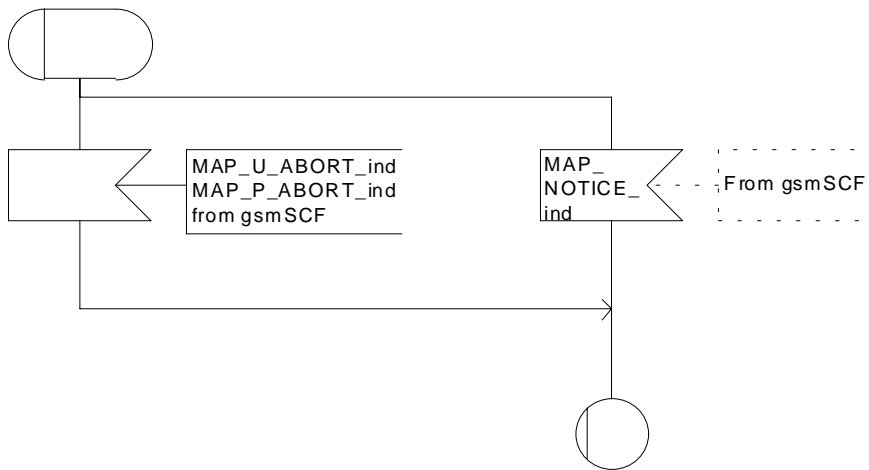 MAP_U_ABORT_ind
MAP_P_ABORT_ind
from gsmSCF
MAP_
NOTICE_
ind
From gsmSCF